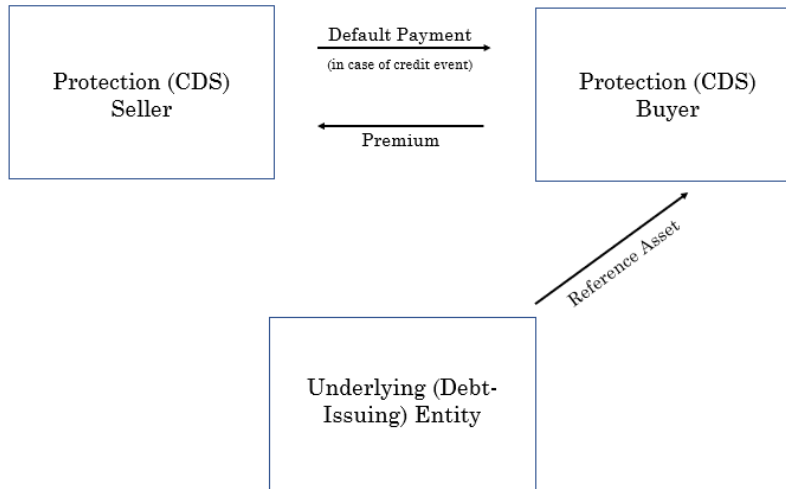 Default Payment
(in case of credit event)
Protection (CDS)
Seller
Protection (CDS)
Buyer
Premium
Reference Asset
Underlying (Debt-
Issuing) Entity